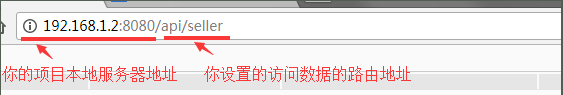 192.168.1.2:8080/api/seller
你的项目本地服务器地址 你设置的访问数据的路由地址